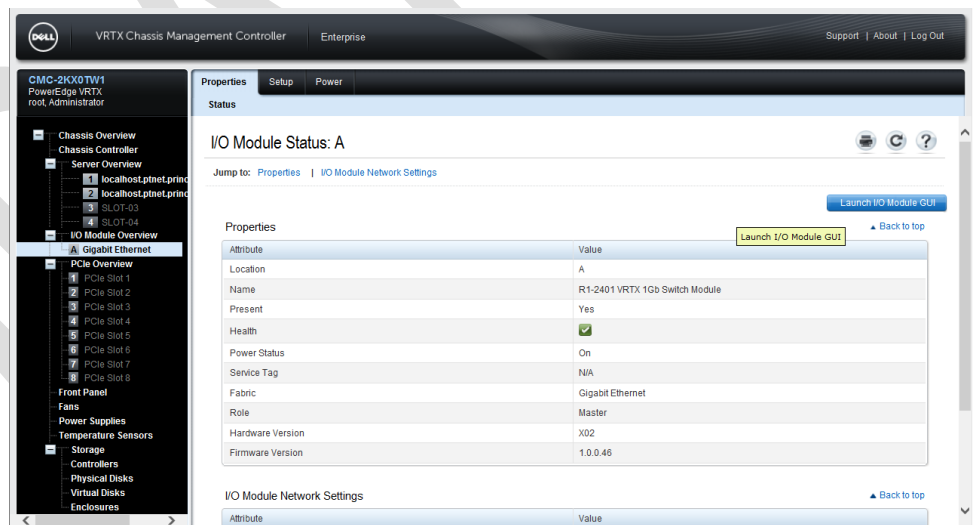 DELL
VRTX Chassis Management Controller
Enterprise
Support | About | Log Out
CMC-2KX0TW1
PowerEdge VRTX
root, Administrator
Properties
Setup
Power
Status
Chassis Overview
Chassis Controller
Server Overview
1 localhost.ptnet.princ
2 localhost.ptnet.princ
3 SLOT-03
4 SLOT-04
I/O Module Overview
A Gigabit Ethernet
PCIe Overview
1 PCIe Slot 1
2 PCIe Slot 2
3 PCIe Slot 3
4 PCIe Slot 4
5 PCIe Slot 5
6 PCIe Slot 6
7 PCIe Slot 7
8 PCIe Slot 8
Front Panel
Fans
Power Supplies
Temperature Sensors
Storage
Controllers
Physical Disks
Virtual Disks
Enclosures
I/O Module Status: A
Jump to: Properties | I/O Module Network Settings
Launch I/O Module GUI
Properties
Back to top
Launch I/O Module GUI
Attribute Value
Location A
Name R1-2401 VRTX 1Gb Switch Module
Present Yes
Health
Power Status On
Service Tag N/A
Fabric Gigabit Ethernet
Role Master
Hardware Version X02
Firmware Version 1.0.0.46
I/O Module Network Settings
Back to top
Attribute Value